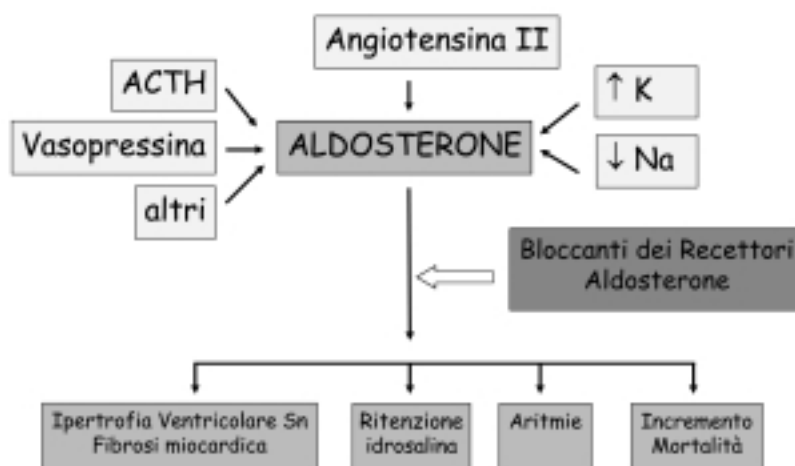 Angiotensina II
ACTH
↑ K
Vasopressina
ALDOSTERONE
↓ Na
altri
Bloccanti dei Recettori
Aldosterone
Ipertrofia Ventricolare Sn
Fibrosi miocardica
Ritenzione
idrosalina
Aritmie
Incremento
Mortalità